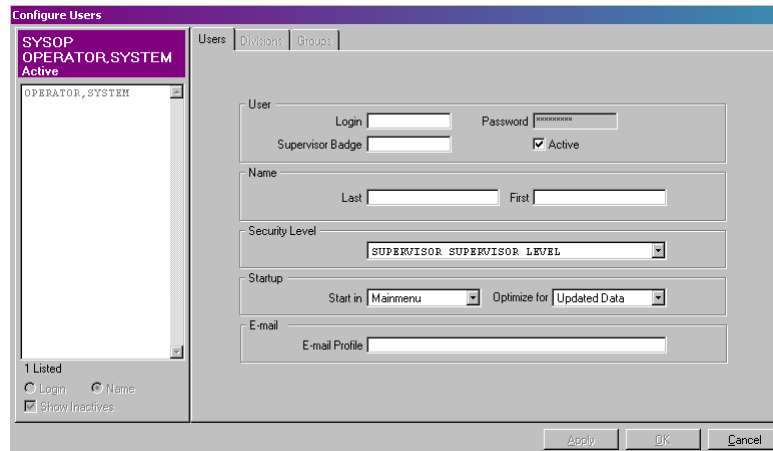 Configure Users
SYSOP
OPERATOR,SYSTEM
Active
OPERATOR,SYSTEM
1 Listed
Login Name
Show Inactives
Users Divisions Groups
User
Login Password *********
Supervisor Badge Active
Name
Last First
Security Level
SUPERVISOR SUPERVISOR LEVEL
Startup
Start in Mainmenu Optimize for Updated Data
E-mail
E-mail Profile
Apply OK Cancel